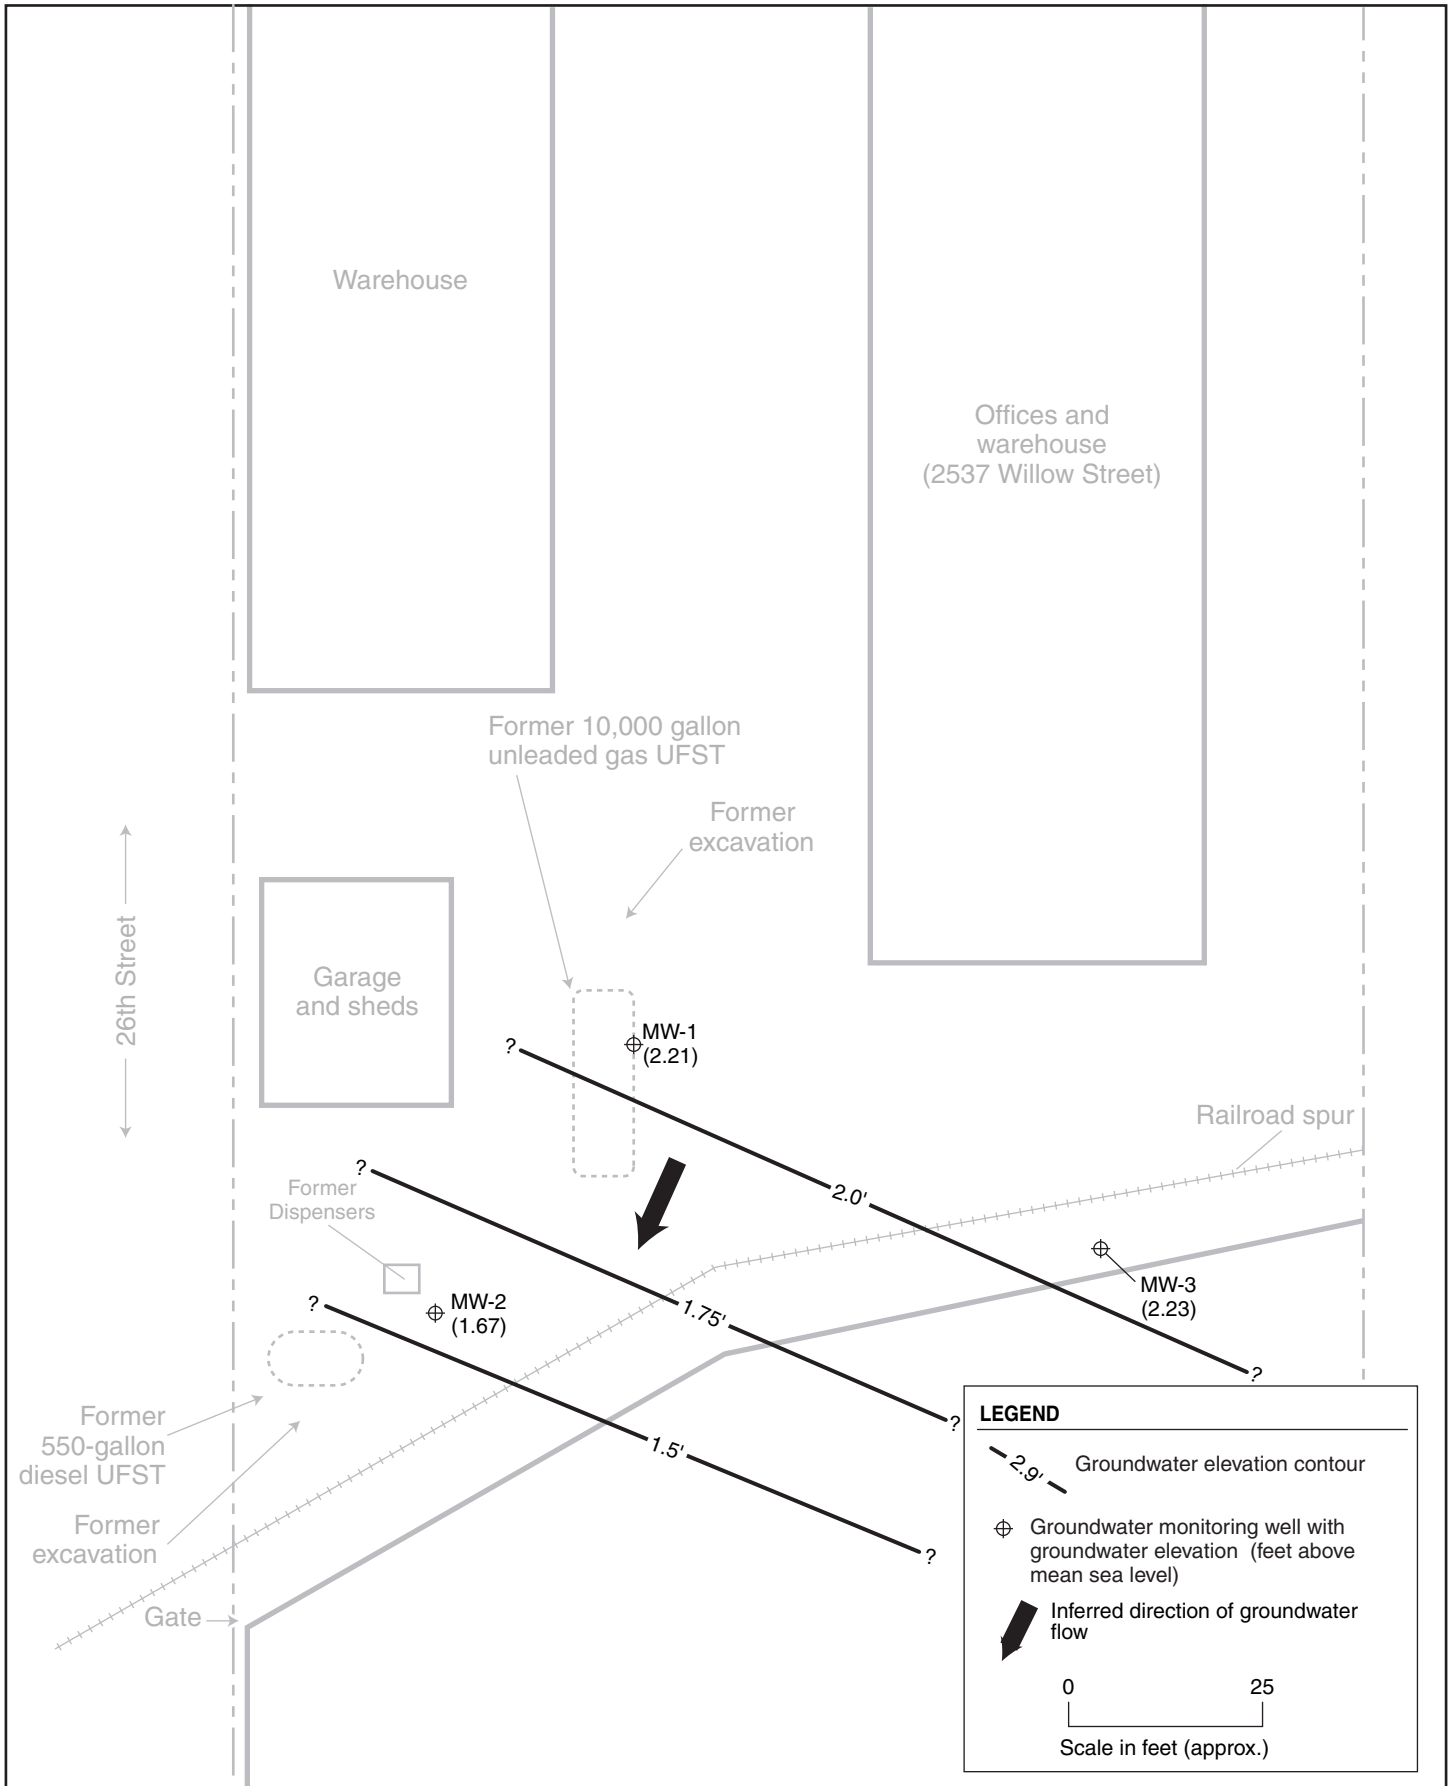 Warehouse
Offices and
warehouse
(2537 Willow Street)
Former 10,000 gallon
unleaded gas UFST
Former
excavation
26th Street
Garage
and sheds
?
MW-1
(2.21)
Railroad spur
?
Former
Dispensers
2.0'
MW-3
(2.23)
?
MW-2
(1.67)
1.75'
?
?
1.5'
?
Former
550-gallon
diesel UFST
Former
excavation
Gate
LEGEND
2.9'
Groundwater elevation contour
Groundwater monitoring well with
groundwater elevation (feet above
mean sea level)
Inferred direction of groundwater
flow
0 25
Scale in feet (approx.)